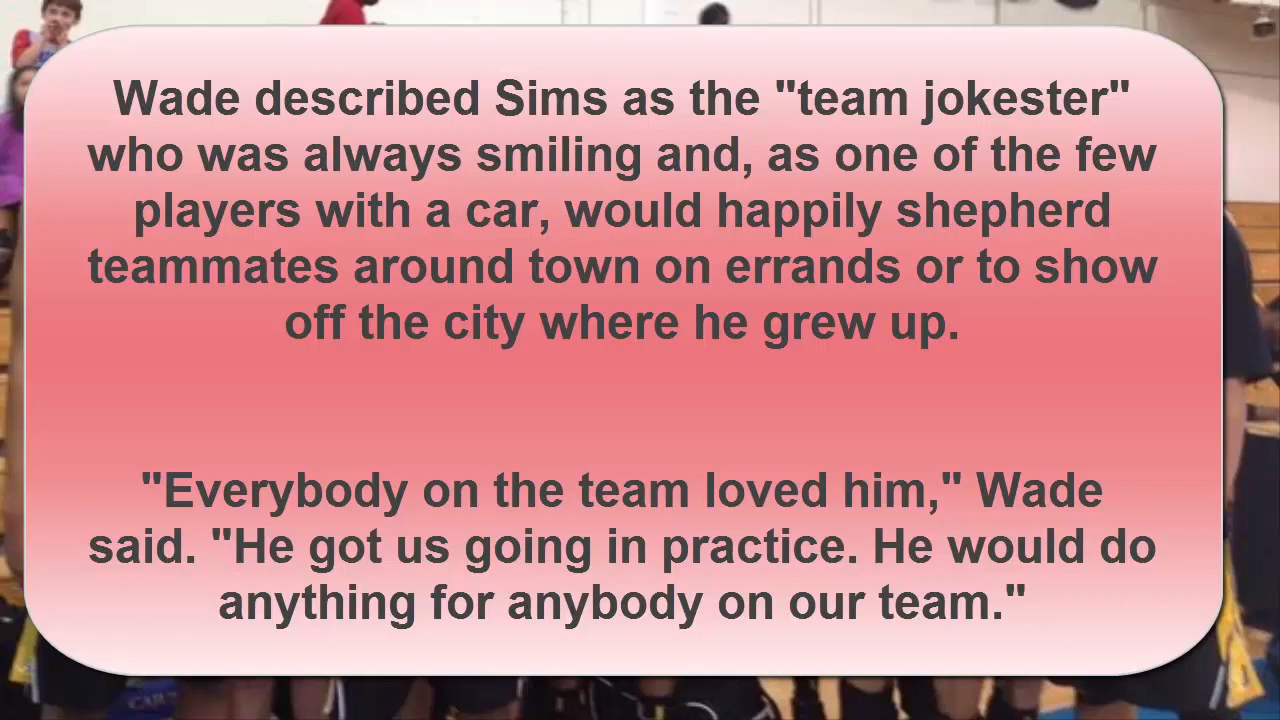 Wade described Sims as the "team jokester"
who was always smiling and, as one of the few
players with a car, would happily shepherd
teammates around town on errands or to show
off the city where he grew up.
"Everybody on the team loved him," Wade
said. "He got us going in practice. He would do
anything for anybody on our team."